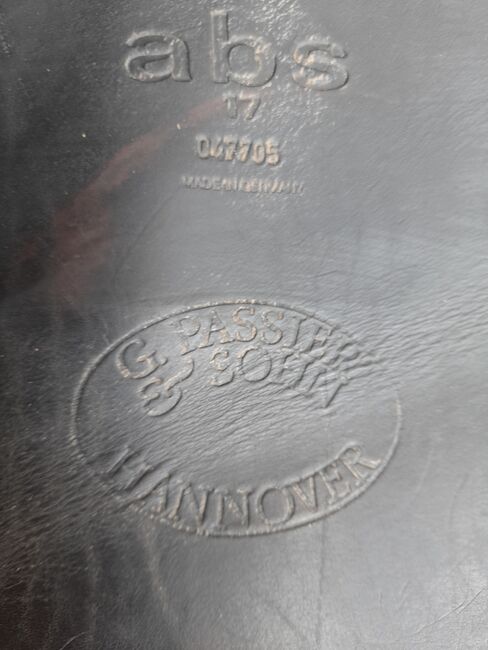 abs
17
047705
MADE IN GERMANY
G. PASSIER
& SOHN
HANNOVER